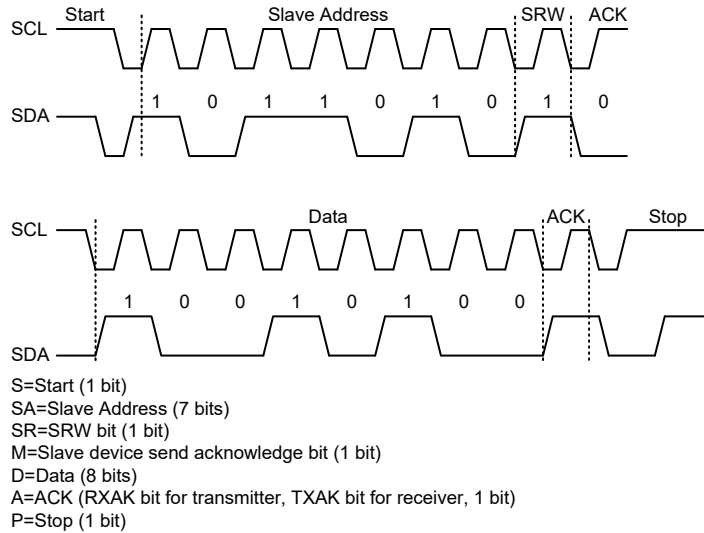 Start Slave Address SRW ACK
SCL
1 0 1 1 0 1 0 1 0
SDA
Data ACK Stop
SCL
1 0 0 1 0 1 0 0
SDA
S=Start (1 bit)
SA=Slave Address (7 bits)
SR=SRW bit (1 bit)
M=Slave device send acknowledge bit (1 bit)
D=Data (8 bits)
A=ACK (RXAK bit for transmitter, TXAK bit for receiver, 1 bit)
P=Stop (1 bit)